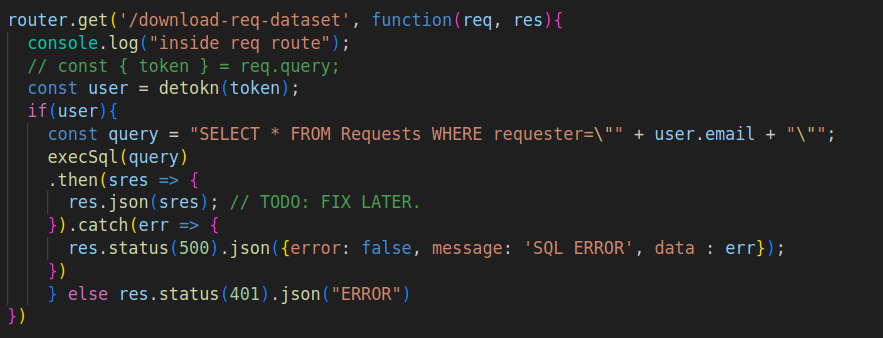 router.get('/download-req-dataset', function(req, res){
console.log("inside req route");
// const { token } = req.query;
const user = detokn(token);
if(user){
const query = "SELECT * FROM Requests WHERE requester=\"" + user.email + "\"";
execSql(query)
.then(sres => {
res.json(sres); // TODO: FIX LATER.
}).catch(err => {
res.status(500).json({error: false, message: 'SQL ERROR', data : err});
})
} else res.status(401).json("ERROR")
})